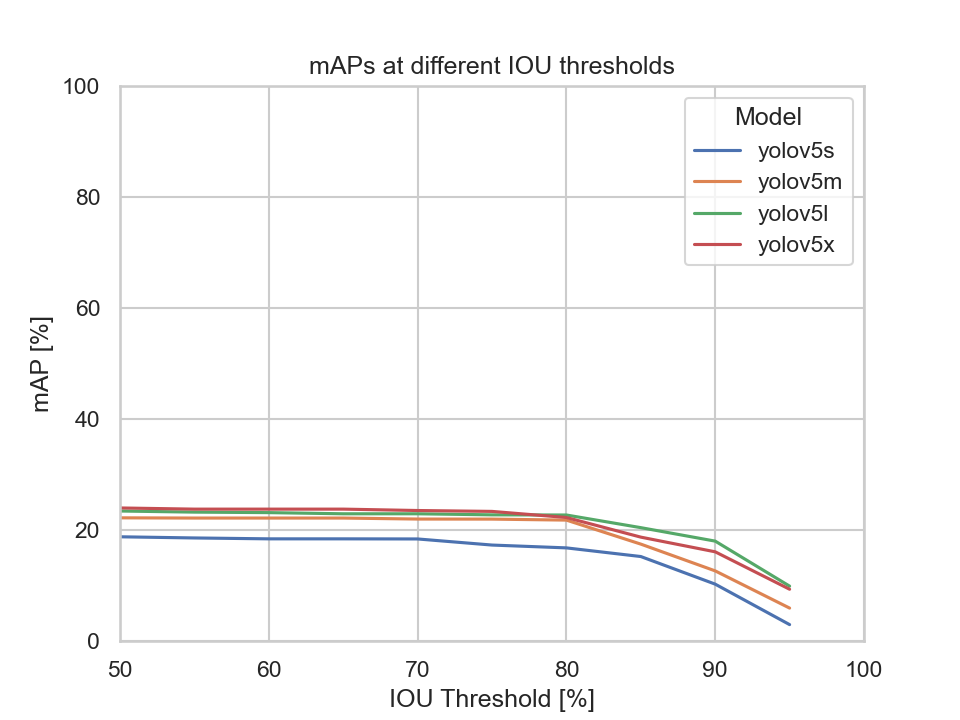 mAPs at different IOU thresholds
100
80
60
40
20
0
mAP [%]
Model
yolov5s
yolov5m
yolov5l
yolov5x
50 60 70 80 90 100
IOU Threshold [%]